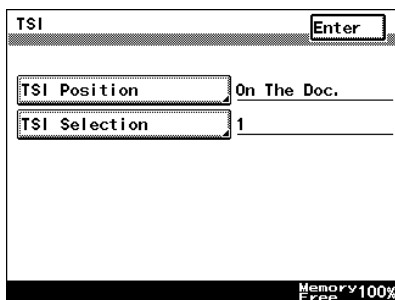 TSI Enter
TSI Position On The Doc.
TSI Selection 1
Memory 100%
Free